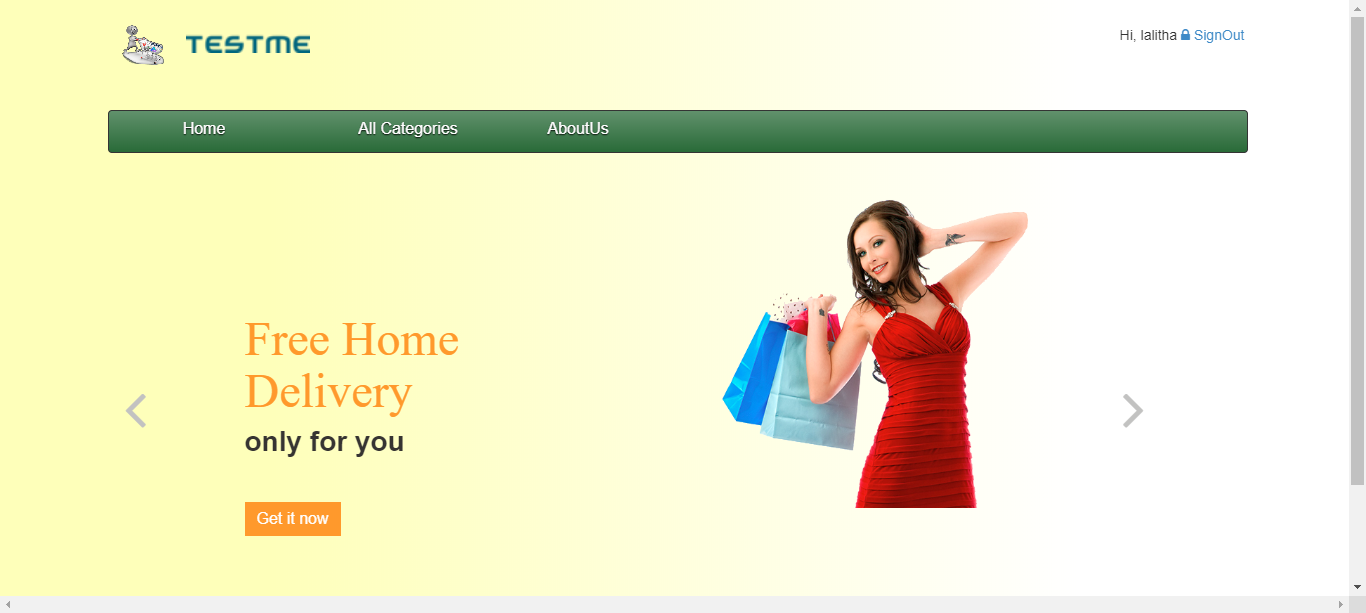 TESTME
Hi, lalitha SignOut
Home All Categories AboutUs
Free Home
Delivery
only for you
Get it now